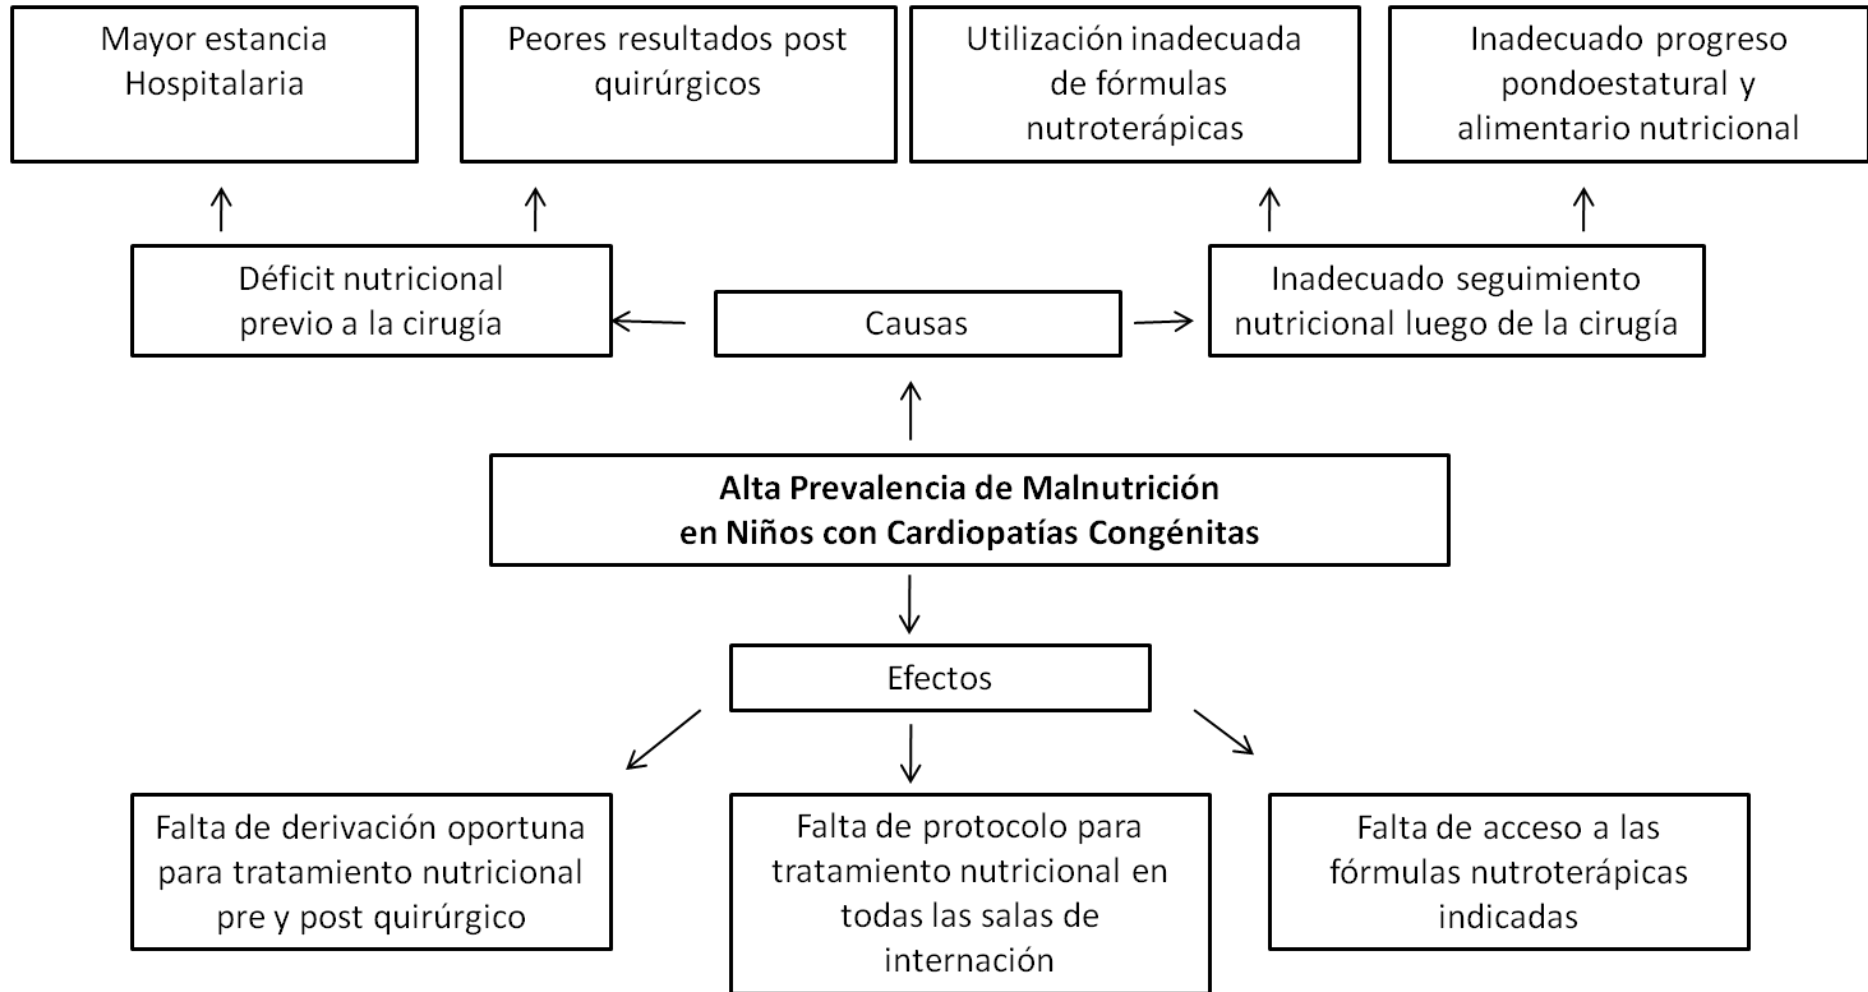 Mayor estancia
Hospitalaria
Peores resultados post
quirúrgicos
Utilización inadecuada
de fórmulas
nutroterápicas
Inadecuado progreso
pondoestatural y
alimentario nutricional
Déficit nutricional
previo a la cirugía
Causas
Inadecuado seguimiento
nutricional luego de la cirugía
Alta Prevalencia de Malnutrición
en Niños con Cardiopatías Congénitas
Efectos
Falta de derivación oportuna
para tratamiento nutricional
pre y post quirúrgico
Falta de protocolo para
tratamiento nutricional en
todas las salas de
internación
Falta de acceso a las
fórmulas nutroterápicas
indicadas